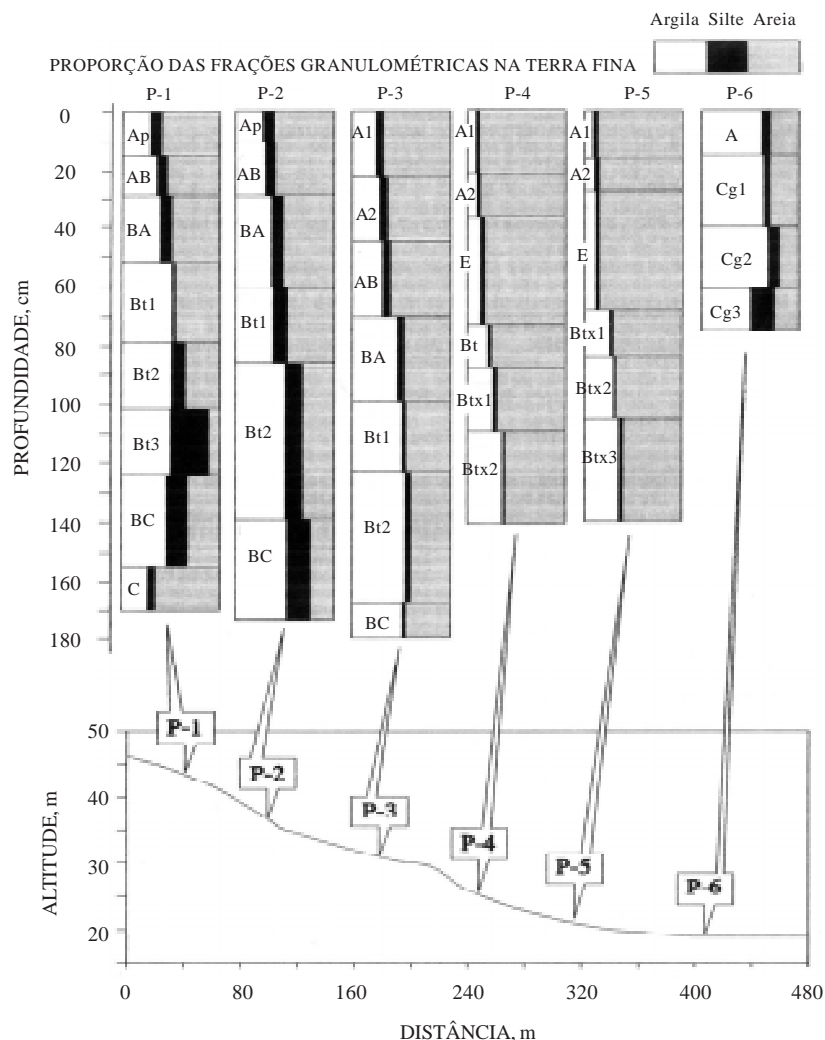 Argila Silte Areia
PROPORÇÃO DAS FRAÇÕES GRANULOMÉTRICAS NA TERRA FINA
P-1 P-2 P-3 P-4 P-5 P-6
PROFUNDIDADE, cm
0
20
40
60
80
100
120
140
160
180
Ap
AB
BA
Bt1
Bt2
Bt3
BC
C
Ap
AB
BA
Bt1
Bt2
BC
A1
A2
AB
BA
Bt1
Bt2
BC
A1
A2
E
Bt
Btx1
Btx2
A1
A2
E
Btx1
Btx2
Btx3
A
Cg1
Cg2
Cg3
ALTITUDE, m
50
40
30
20
P-1
P-2
P-3
P-4
P-5
P-6
0 80 160 240 320 400 480
DISTÂNCIA, m